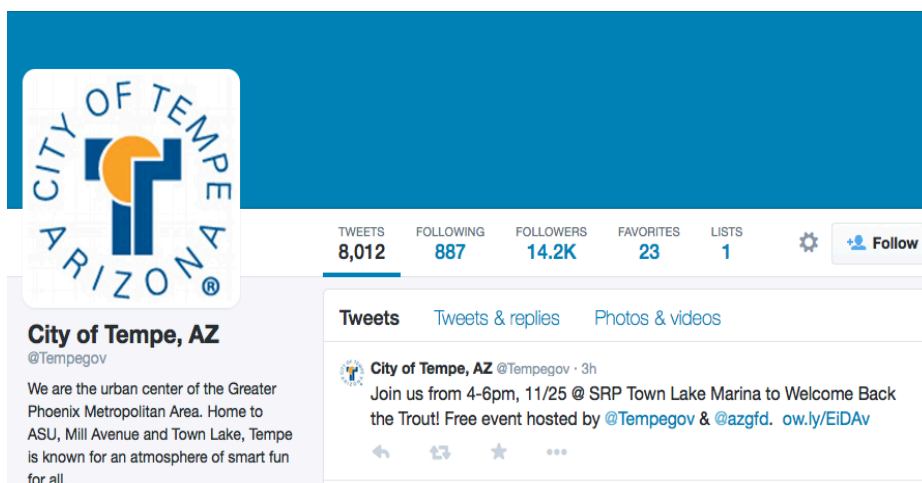 CITY OF TEMPE
ARIZONA®
TWEETS FOLLOWING FOLLOWERS FAVORITES LISTS
8,012 887 14.2K 23 1
Follow
City of Tempe, AZ
@Tempegov
We are the urban center of the Greater
Phoenix Metropolitan Area. Home to
ASU, Mill Avenue and Town Lake, Tempe
is known for an atmosphere of smart fun
for all
Tweets Tweets & replies Photos & videos
City of Tempe, AZ @Tempegov · 3h
Join us from 4-6pm, 11/25 @ SRP Town Lake Marina to Welcome Back
the Trout! Free event hosted by @Tempegov & @azgfd. ow.ly/EiDAv